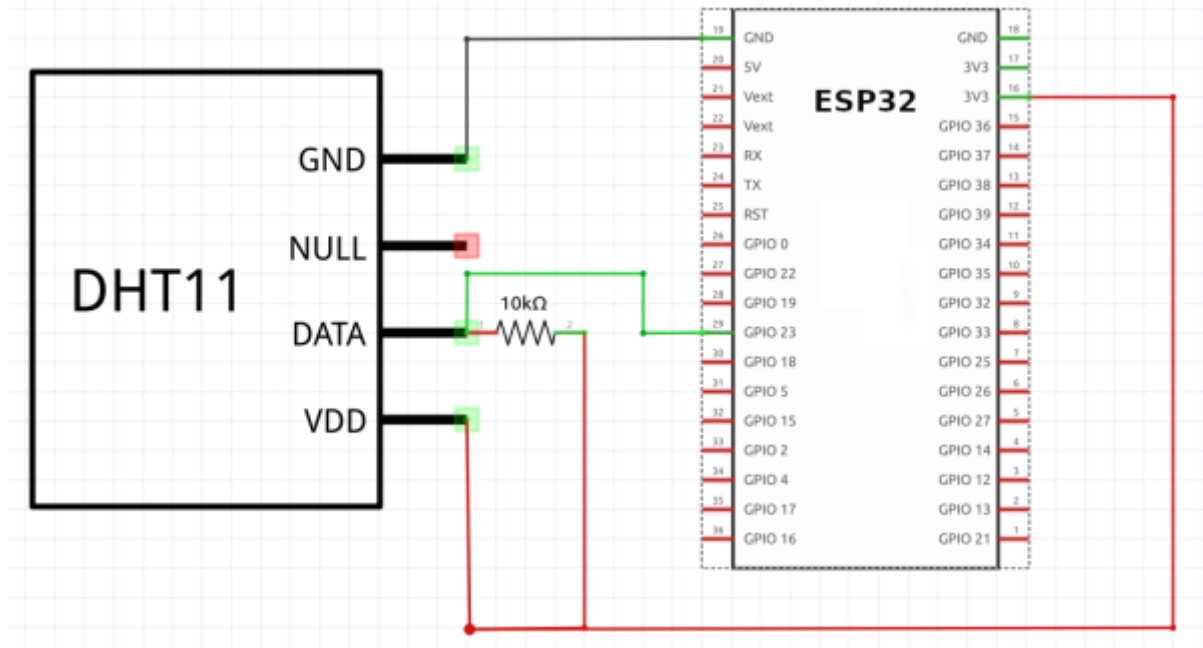 DHT11
GND
NULL
DATA
VDD
10kΩ
1
2
ESP32
19 GND
20 5V
21 Vext
22 Vext
23 RX
24 TX
25 RST
26 GPIO 0
27 GPIO 22
28 GPIO 19
29 GPIO 23
30 GPIO 18
31 GPIO 5
32 GPIO 15
33 GPIO 2
34 GPIO 4
35 GPIO 17
36 GPIO 16
GND 18
3V3 17
3V3 16
GPIO 36 15
GPIO 37 14
GPIO 38 13
GPIO 39 12
GPIO 34 11
GPIO 35 10
GPIO 32 9
GPIO 33 8
GPIO 25 7
GPIO 26 6
GPIO 27 5
GPIO 14 4
GPIO 12 3
GPIO 13 2
GPIO 21 1